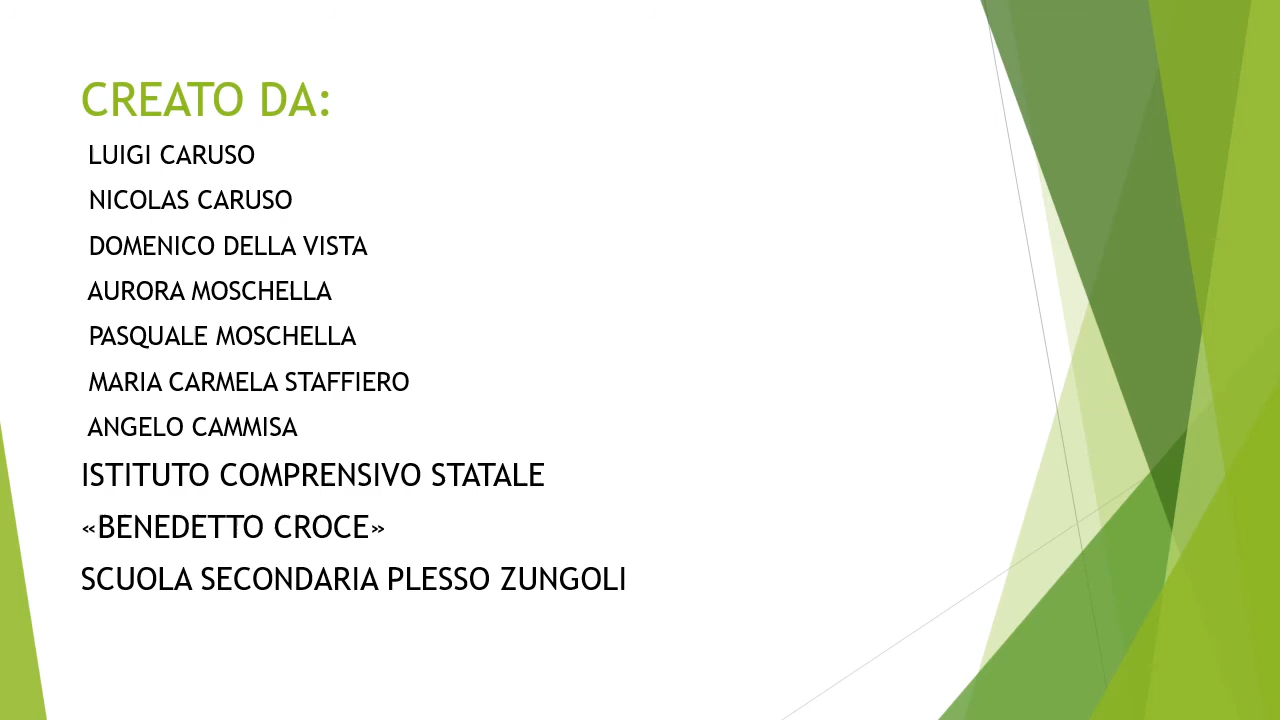 CREATO DA:
LUIGI CARUSO
NICOLAS CARUSO
DOMENICO DELLA VISTA
AURORA MOSCHELLA
PASQUALE MOSCHELLA
MARIA CARMELA STAFFIERO
ANGELO CAMMISA
ISTITUTO COMPRENSIVO STATALE
«BENEDETTO CROCE»
SCUOLA SECONDARIA PLESSO ZUNGOLI